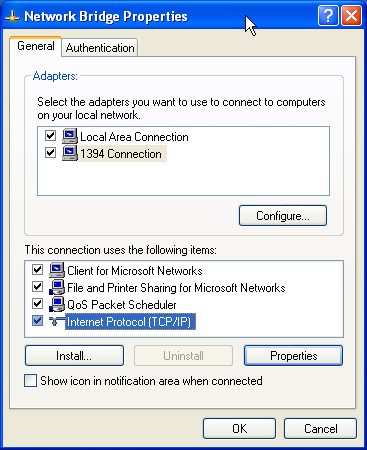 Network Bridge Properties
General
Authentication
Adapters:
Select the adapters you want to use to connect to computers
on your local network.
Local Area Connection
1394 Connection
Configure...
This connection uses the following items:
Client for Microsoft Networks
File and Printer Sharing for Microsoft Networks
QoS Packet Scheduler
Internet Protocol (TCP/IP)
Install...
Uninstall
Properties
Show icon in notification area when connected
OK
Cancel